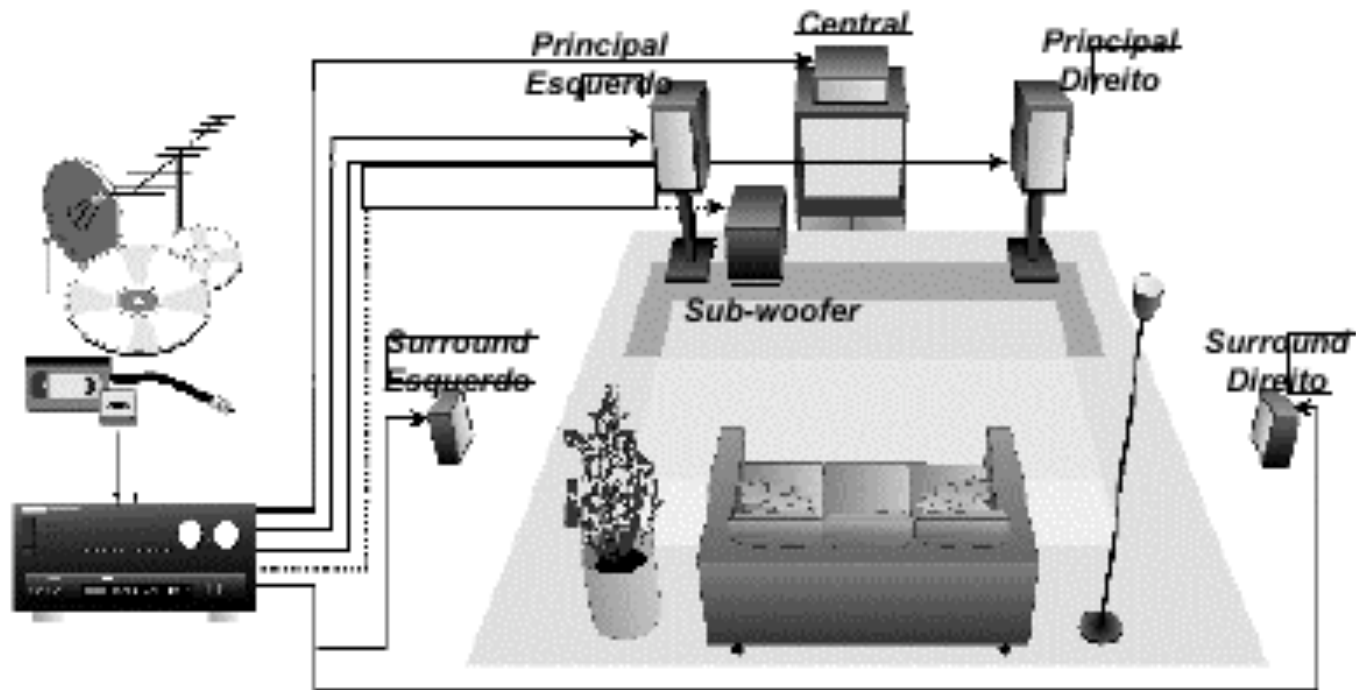 Central
Principal
Esquerdo
Principal
Direito
Sub-woofer
Surround
Esquerdo
Surround
Direito